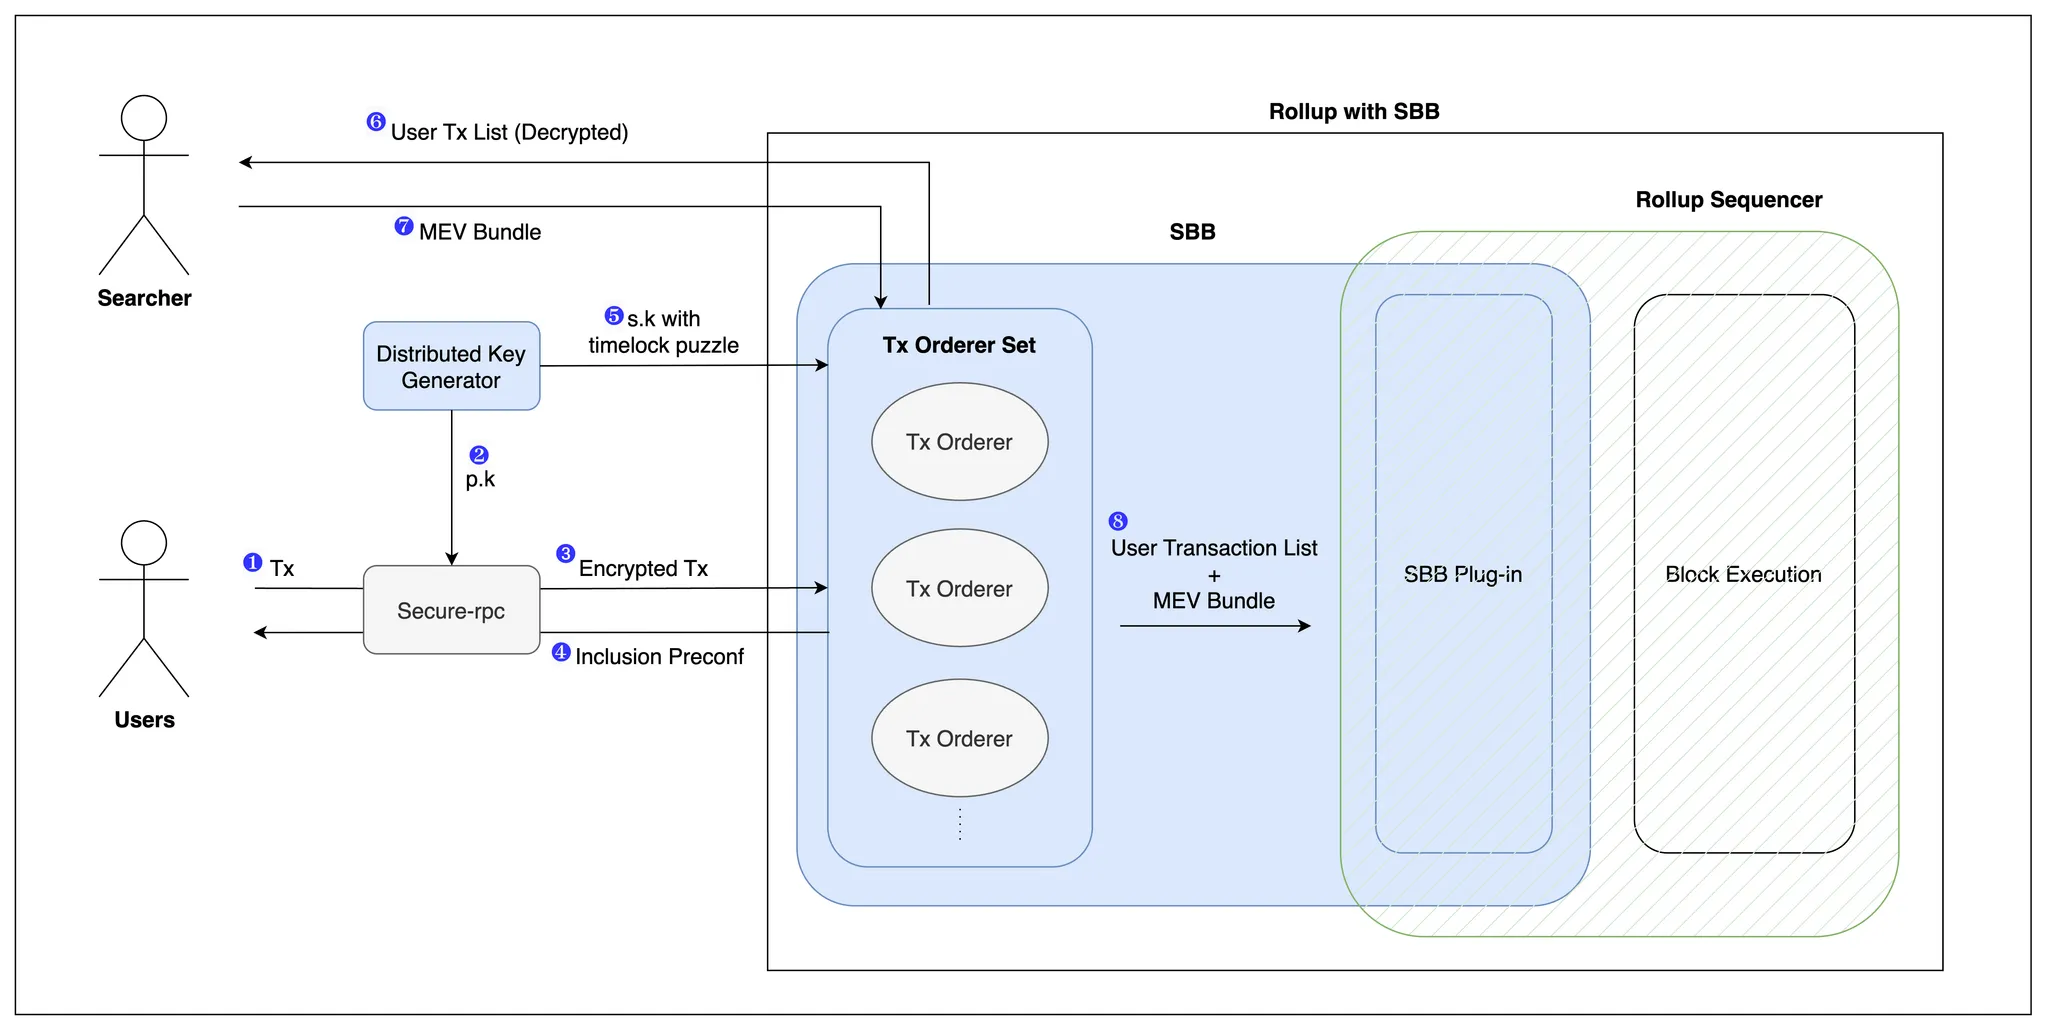 Rollup with SBB
❻ User Tx List (Decrypted)
Rollup Sequencer
❼ MEV Bundle
SBB
Searcher
❺ s.k with
timelock puzzle
Distributed Key
Generator
Tx Orderer Set
Tx Orderer
❷
p.k
❶ Tx
Secure-rpc
❸ Encrypted Tx
❹ Inclusion Preconf
Users
Tx Orderer
Tx Orderer
❽
User Transaction List
+
MEV Bundle
SBB Plug-in
Block Execution